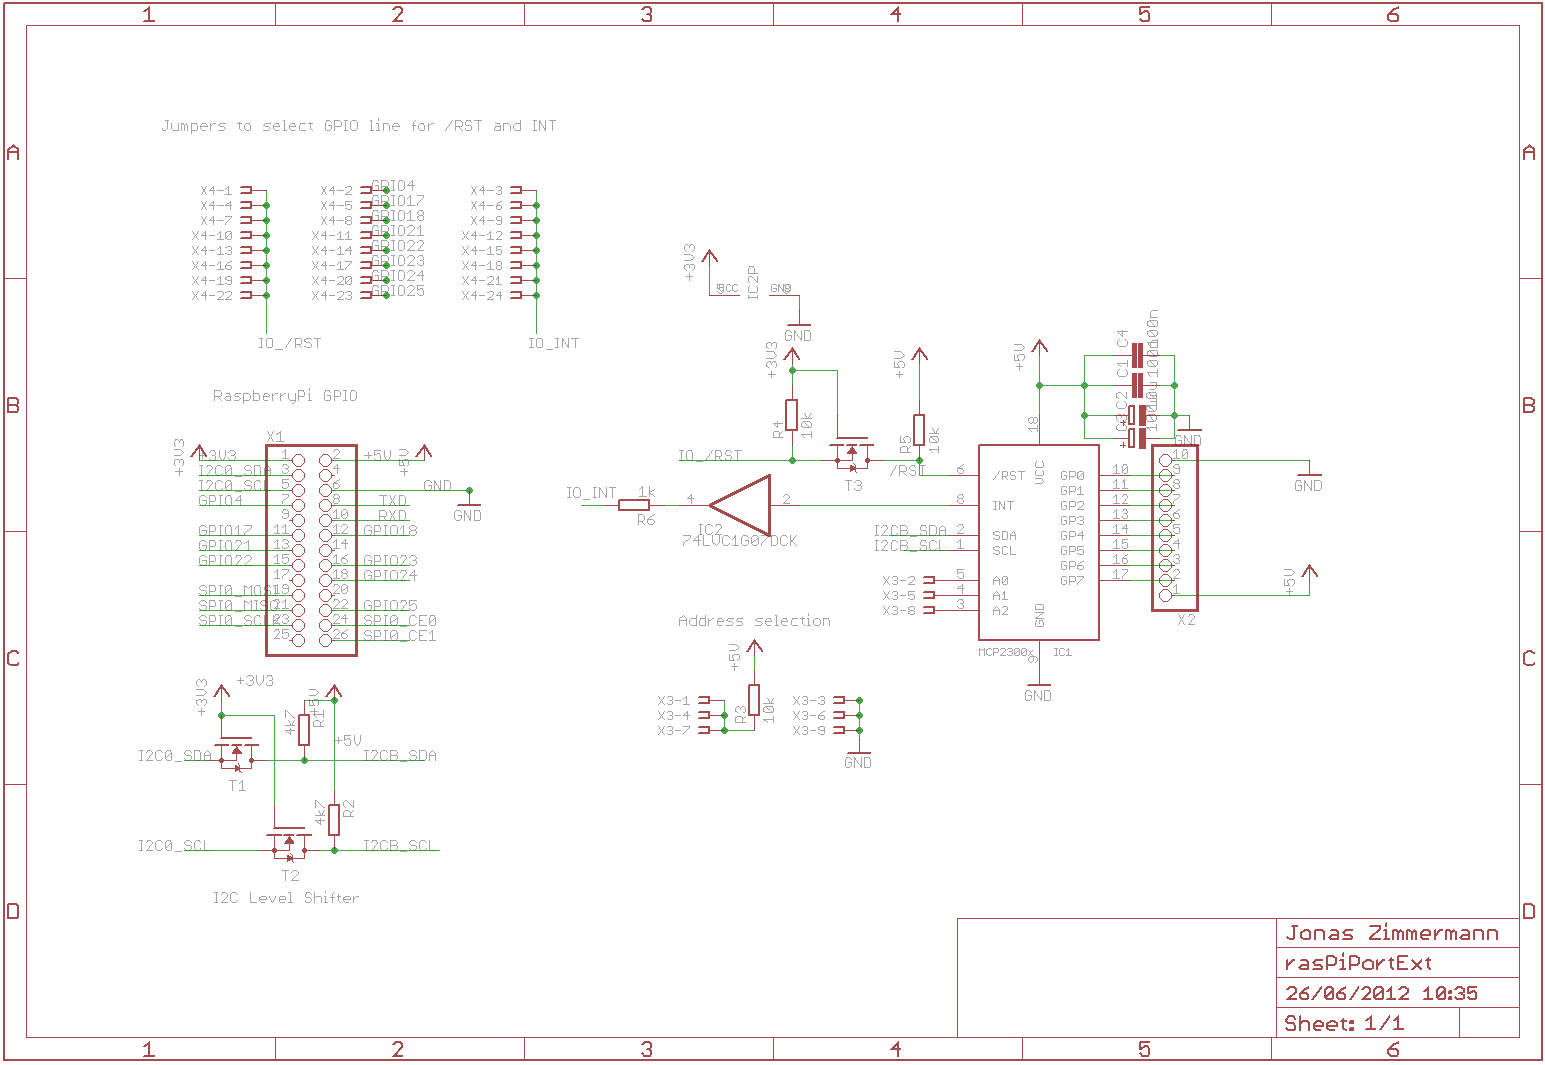 1 2 3 4 5 6
A A
B B
C C
D D
Jumpers to select GPIO line for /RST and INT
X4-1
X4-4
X4-7
X4-10
X4-13
X4-16
X4-19
X4-22
IO_/RST
X4-2 GPIO4
X4-5 GPIO17
X4-8 GPIO18
X4-11 GPIO21
X4-14 GPIO22
X4-17 GPIO23
X4-20 GPIO24
X4-23 GPIO25
X4-3
X4-6
X4-9
X4-12
X4-15
X4-18
X4-21
X4-24
IO_INT
RaspberryPi GPIO
X1
+3V3
+3V3 1 2 +5V
+5V
I2C0_SDA 3 4
I2C0_SCL 5 6 GND
GND
GPIO4 7 8 TXD
9 10 RXD
GPIO17 11 12 GPIO18
GPIO21 13 14
GPIO22 15 16 GPIO23
17 18 GPIO24
SPI0_MOSI 19 20
SPI0_MISO 21 22 GPIO25
SPI0_SCLK 23 24 SPI0_CE0
25 26 SPI0_CE1
+3V3
+3V3
+5V
+5V
4k7
R1
I2C0_SDA
I2CB_SDA
T1
4k7
R2
I2C0_SCL
I2CB_SCL
T2
I2C Level Shifter
+3V3
5 VCC
IC2P
GND
GND
+3V3
R4
10k
IO_/RST
T3
+5V
R5
10k
/RST
IO_INT
1k
R6
4
2
IC2
74LVC1G07DCK
I2CB_SDA
I2CB_SCL
X3-2
X3-5
X3-8
+5V
18
VCC
6 /RST
8 INT
2 SDA
1 SCL
5 A0
4 A1
3 A2
GP0 10
GP1 11
GP2 12
GP3 13
GP4 14
GP5 15
GP6 16
GP7 17
GND
9
MCP2300x
IC1
GND
C4
100n
C1
100n
C2
10u
C3
GND
10
9
8
7
6
5
4
3
2
1
X2
GND
+5V
Address selection
+5V
X3-1
X3-4
X3-7
R3
10k
X3-3
X3-6
X3-9
GND
Jonas Zimmermann
rasPiPortExt
26/06/2012 10:35
Sheet: 1/1
1 2 3 4 5 6